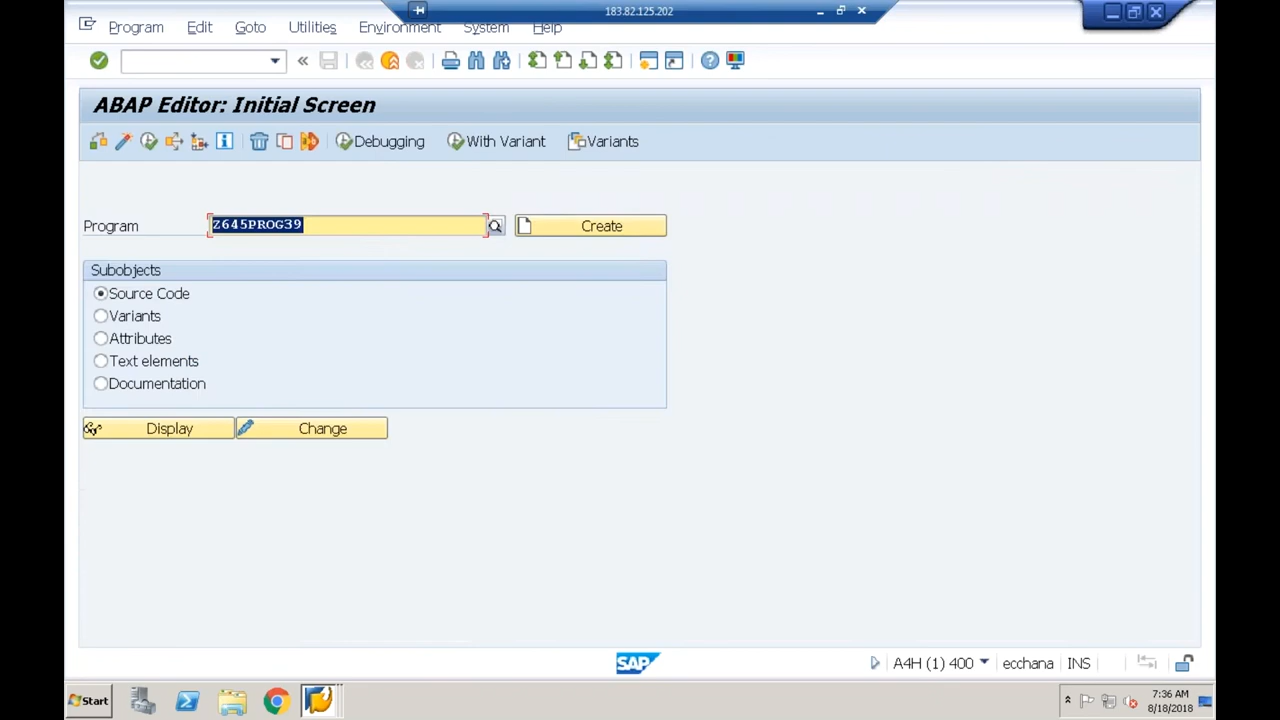 183.82.125.202
Program Edit Goto Utilities Environment System Help
ABAP Editor: Initial Screen
Debugging With Variant Variants
Program Z645PROG39 Create
Subobjects
Source Code
Variants
Attributes
Text elements
Documentation
Display Change
SAP A4H (1) 400 ecchana INS
Start 7:36 AM
8/18/2018